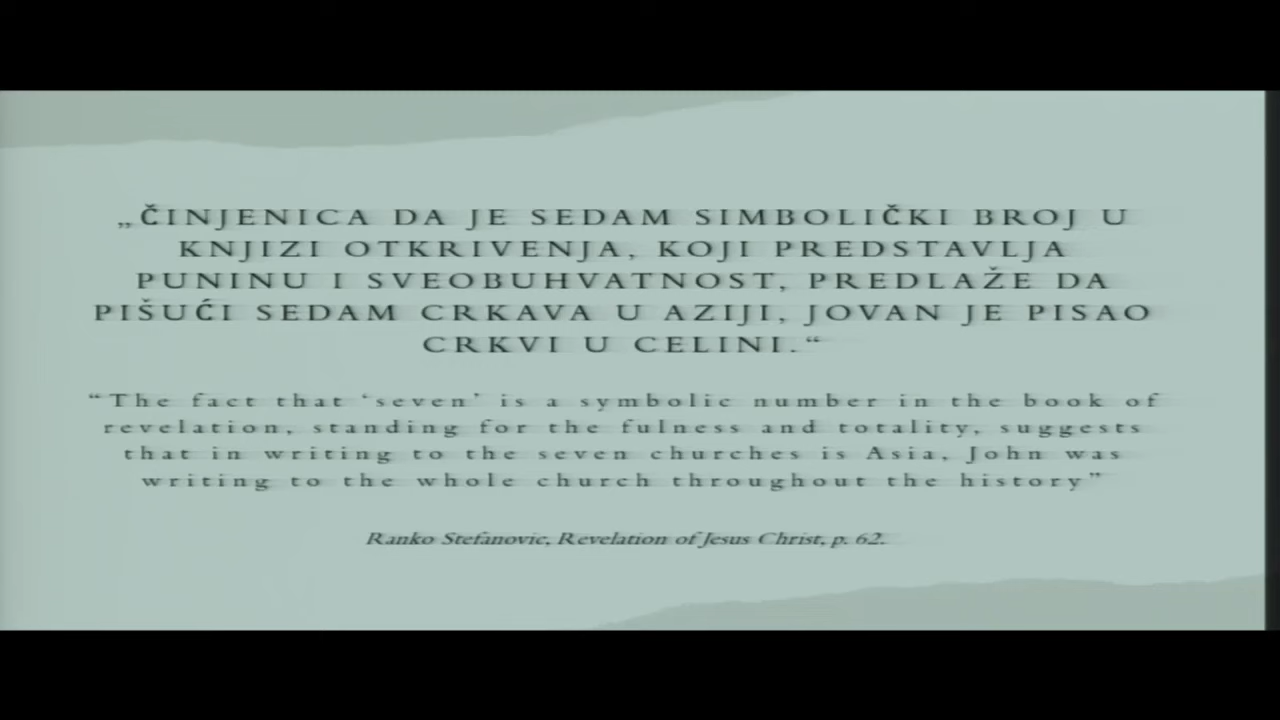 „ČINJENICA DA JE SEDAM SIMBOLIČKI BROJ U
KNJIZI OTKRIVENJA, KOJI PREDSTAVLJA
PUNINU I SVEOBUHVATNOST, PREDLAŽE DA
PIŠUĆI SEDAM CRKAVA U AZIJI, JOVAN JE PISAO
CRKVI U CELINI.“
“The fact that ‘seven’ is a symbolic number in the book of
revelation, standing for the fulness and totality, suggests
that in writing to the seven churches is Asia, John was
writing to the whole church throughout the history”
Ranko Stefanovic, Revelation of Jesus Christ, p. 62.